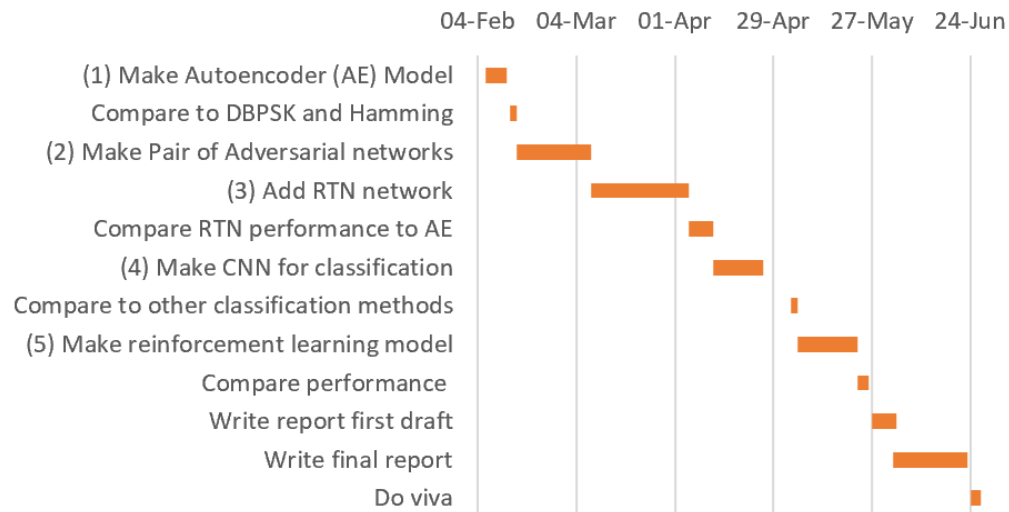 04-Feb 04-Mar 01-Apr 29-Apr 27-May 24-Jun
(1) Make Autoencoder (AE) Model
Compare to DBPSK and Hamming
(2) Make Pair of Adversarial networks
(3) Add RTN network
Compare RTN performance to AE
(4) Make CNN for classification
Compare to other classification methods
(5) Make reinforcement learning model
Compare performance
Write report first draft
Write final report
Do viva